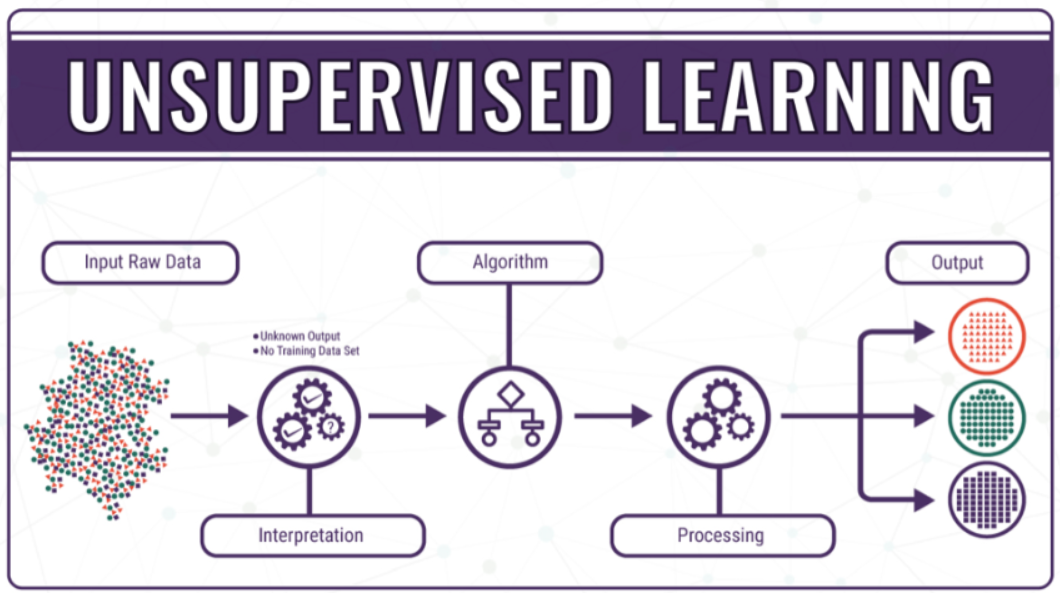 UNSUPERVISED LEARNING
Input Raw Data
Algorithm
Output
•Unknown Output
•No Training Data Set
?
Interpretation
Processing